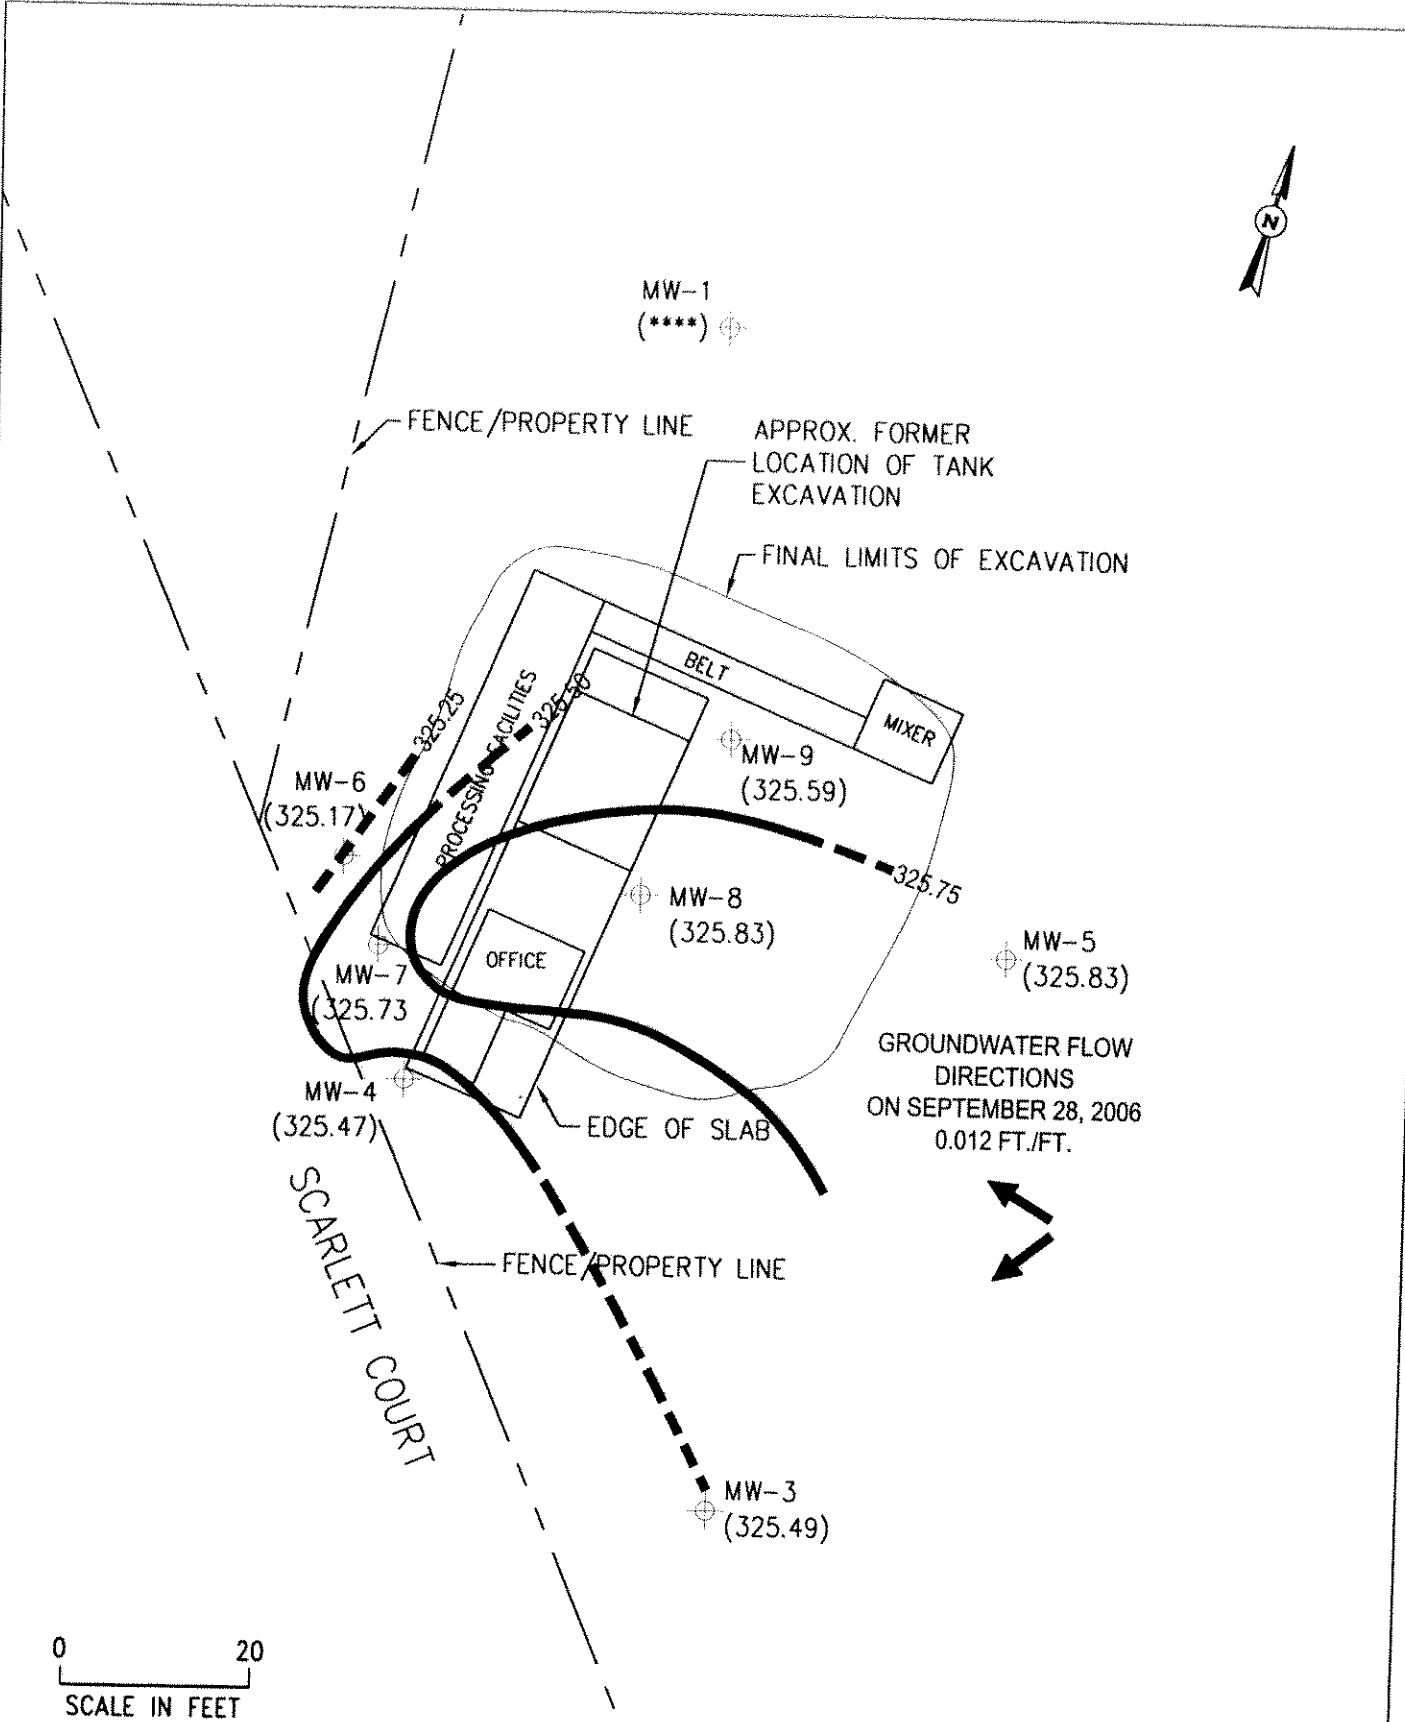 N
MW-1
(****)
FENCE/PROPERTY LINE
APPROX. FORMER
LOCATION OF TANK
EXCAVATION
FINAL LIMITS OF EXCAVATION
BELT
MIXER
PROCESSING FACILITIES
325.25
325.50
MW-9
(325.59)
MW-6
(325.17)
325.75
MW-8
(325.83)
MW-5
(325.83)
OFFICE
MW-7
(325.73
GROUNDWATER FLOW
DIRECTIONS
ON SEPTEMBER 28, 2006
0.012 FT./FT.
MW-4
(325.47)
EDGE OF SLAB
SCARLETT COURT
FENCE/PROPERTY LINE
MW-3
(325.49)
0 20
SCALE IN FEET